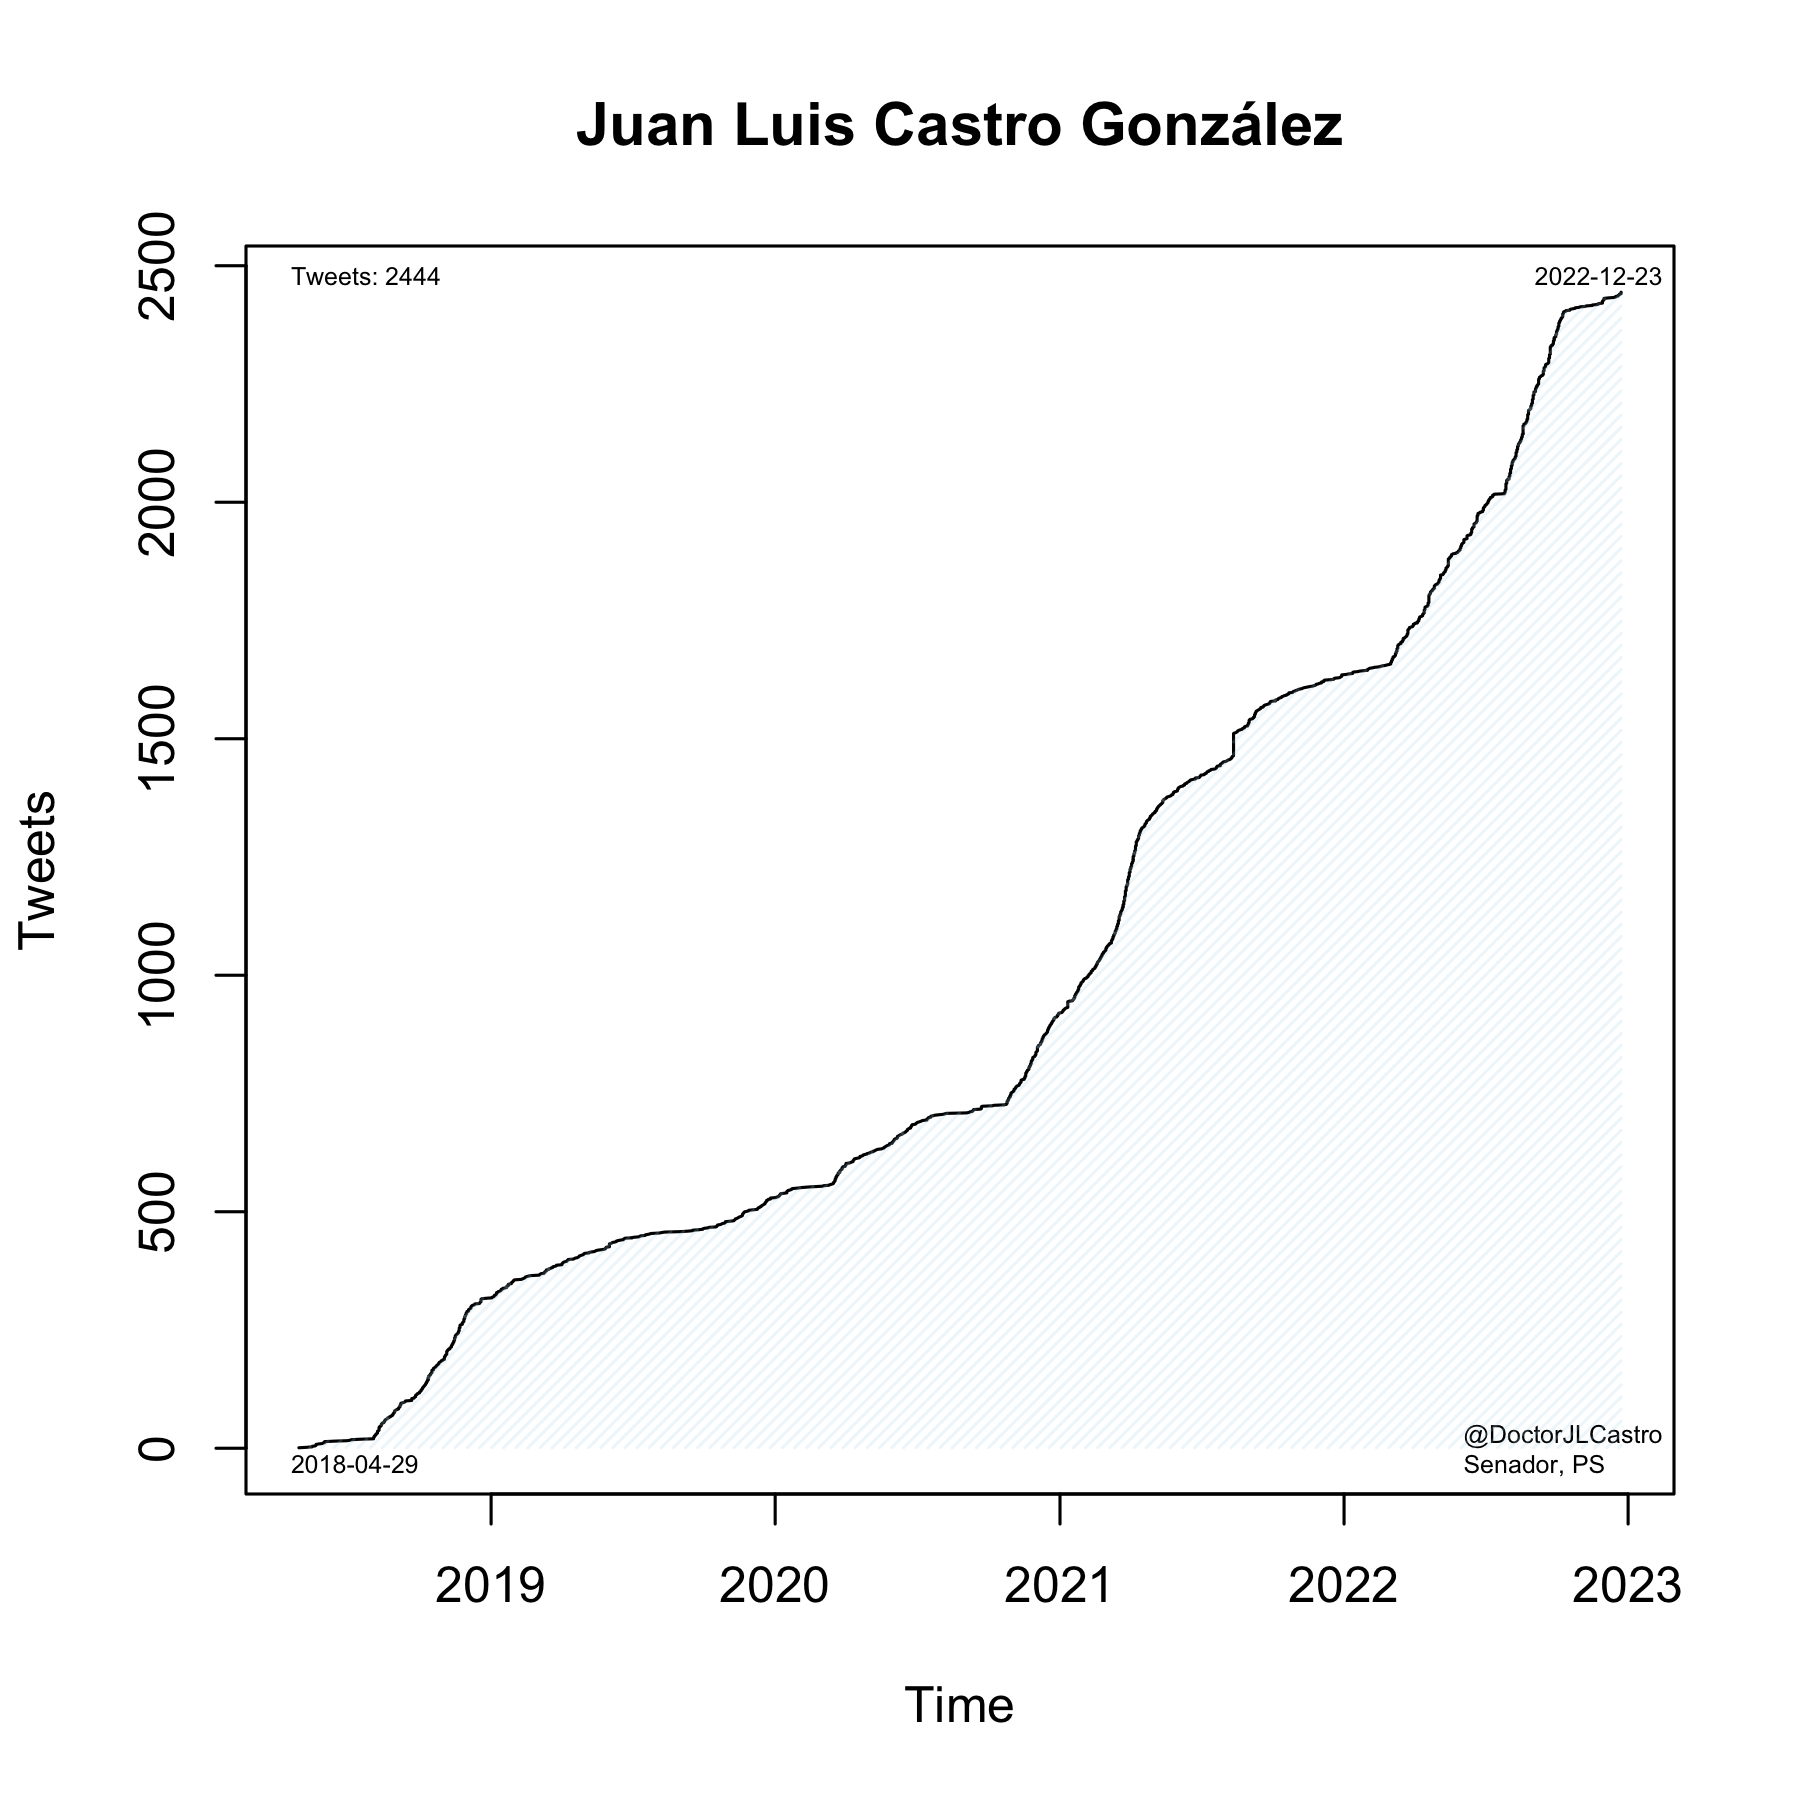 Juan Luis Castro González
Tweets: 2444
2022-12-23
2500
2000
1500
1000
500
0
Tweets
@DoctorJLCastro
Senador, PS
2018-04-29
2019
2020
2021
2022
2023
Time